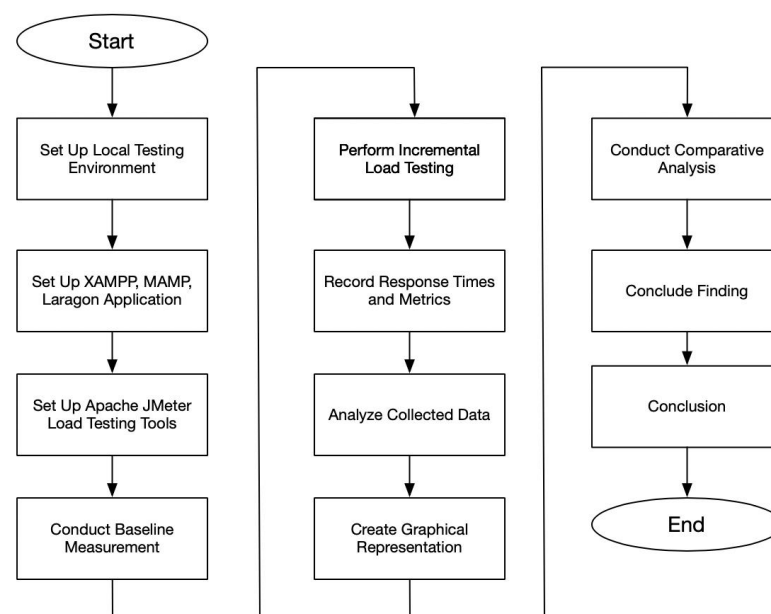 Start
Set Up Local Testing
Environment
Set Up XAMPP, MAMP,
Laragon Application
Set Up Apache JMeter
Load Testing Tools
Conduct Baseline
Measurement
Perform Incremental
Load Testing
Record Response Times
and Metrics
Analyze Collected Data
Create Graphical
Representation
Conduct Comparative
Analysis
Conclude Finding
Conclusion
End